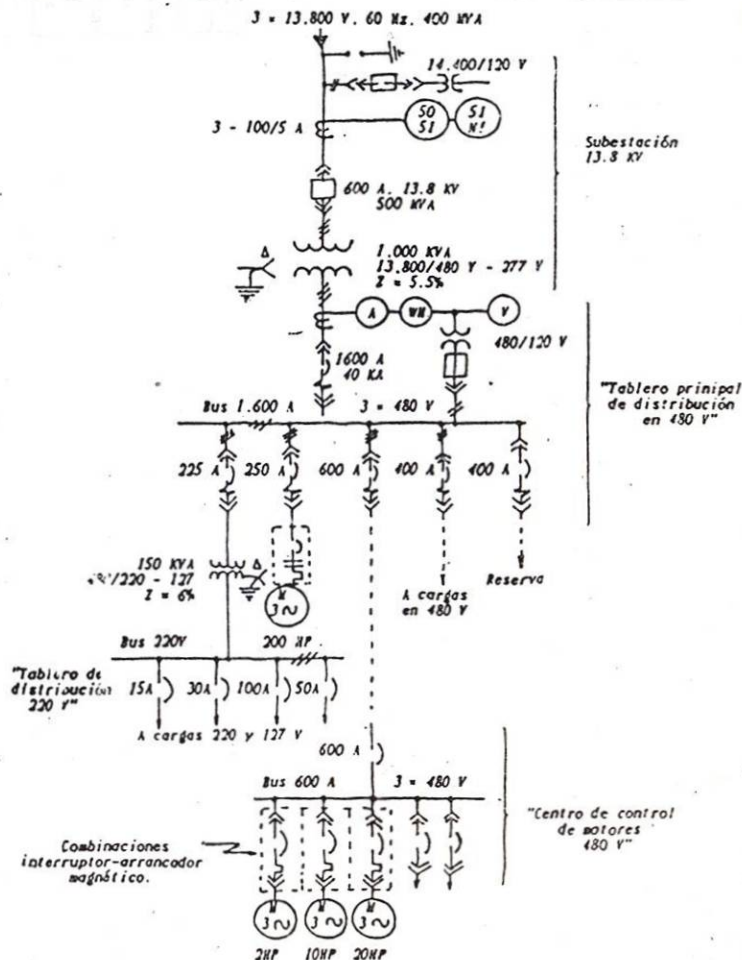 3 = 13.800 V. 60 Hz. 400 MVA
14.400/120 V
50
51
51
N!
3 - 100/5 A
Subestación
13.8 KV
600 A. 13.8 KV
500 MVA
Δ
1.000 KVA
13.800/480 Y - 277 V
Z = 5.5%
A
WH
V
480/120 V
1600 A
40 KA
"Tablero prinipal
de distribución
en 480 V"
Bus 1.600 A
3 = 480 V
225 A
250 A
600 A
400 A
400 A
150 KVA
/220 - 127
Z = 6%
Δ
M
3 ~
A cargas
en 480 V
Reserva
Bus 220V
200 HP
"Tablero de
distribución
220 V"
15A
30A
100A
50A
A cargas 220 y 127 V
600 A
Bus 600 A
3 = 480 V
"Centro de control
de motores
480 V"
Combinaciones
interruptor-arrancador
magnético.
M
3 ~
M
3 ~
M
3 ~
2HP
10HP
20HP